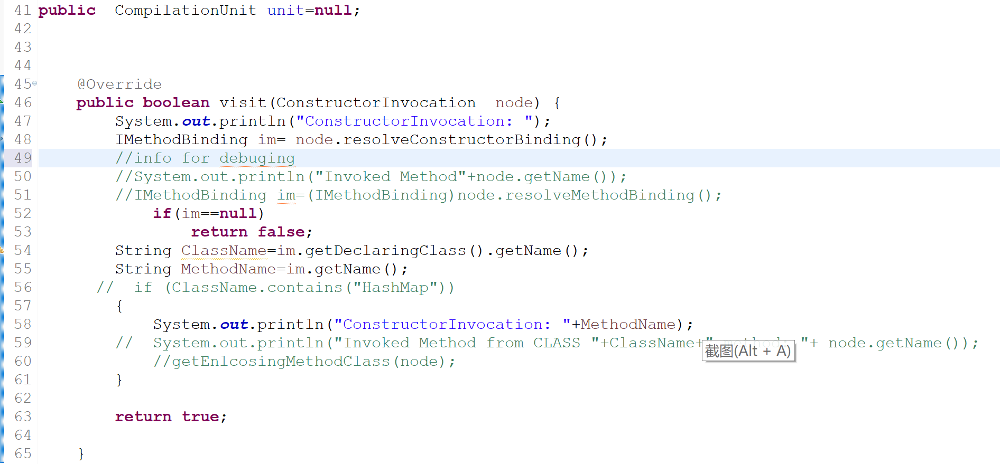 41 public  CompilationUnit unit=null;
42
43
44
45 @Override
46 public boolean visit(ConstructorInvocation  node) {
47 System.out.println("ConstructorInvocation: ");
48 IMethodBinding im= node.resolveConstructorBinding();
49 //info for debuging
50 //System.out.println("Invoked Method"+node.getName());
51 //IMethodBinding im=(IMethodBinding)node.resolveMethodBinding();
52 if(im==null)
53 return false;
54 String ClassName=im.getDeclaringClass().getName();
55 String MethodName=im.getName();
56 //  if (ClassName.contains("HashMap"))
57 {
58 System.out.println("ConstructorInvocation: "+MethodName);
59 //  System.out.println("Invoked Method from CLASS "+ClassName+" method: "+ node.getName());
截图(Alt + A)
60 //getEnlcosingMethodClass(node);
61 }
62
63 return true;
64
65 }